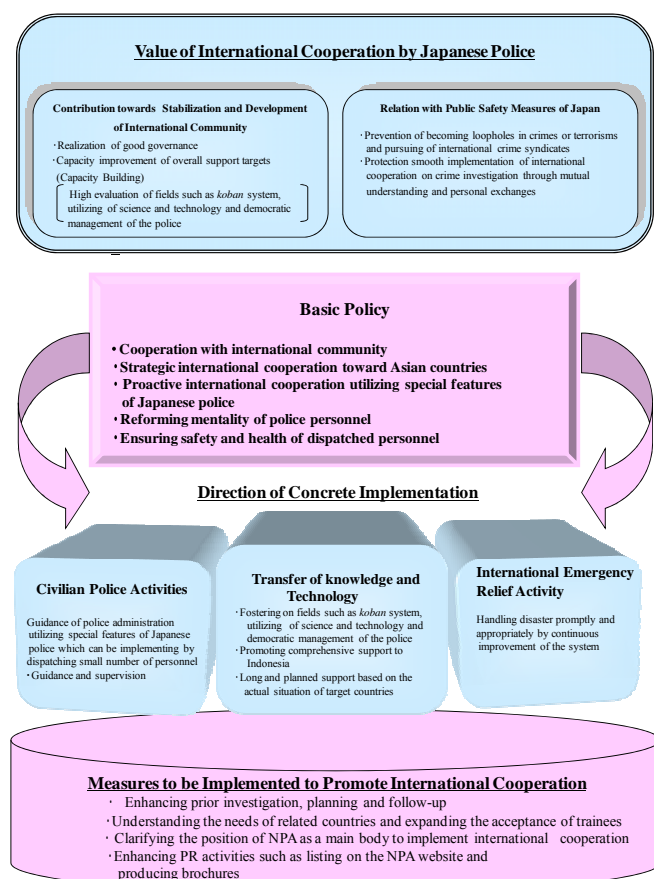 Value of International Cooperation by Japanese Police
Contribution towards Stabilization and Development
of International Community
·Realization of good governance
·Capacity improvement of overall support targets
(Capacity Building)
High evaluation of fields such as koban system,
utilizing of science and technology and democratic
management of the police
Relation with Public Safety Measures of Japan
·Prevention of becoming loopholes in crimes or terrorisms
and pursuing of international crime syndicates
·Protection smooth implementation of international
cooperation on crime investigation through mutual
understanding and personal exchanges
Basic Policy
·Cooperation with international community
·Strategic international cooperation toward Asian countries
·Proactive international cooperation utilizing special features
of Japanese police
·Reforming mentality of police personnel
·Ensuring safety and health of dispatched personnel
Direction of Concrete Implementation
Civilian Police Activities
Guidance of police administration
utilizing special features of Japanese
police which can be implementing by
dispatching small number of personnel
·Guidance and supervision
Transfer of knowledge and
Technology
·Fostering on fields such as koban system,
utilizing of science and technology and
democratic management of the police
·Promoting comprehensive support to
Indonesia
·Long and planned support based on the
actual situation of target countries
International Emergency
Relief Activity
Handling disaster promptly and
appropriately by continuous
improvement of the system
Measures to be Implemented to Promote International Cooperation
· Enhancing prior investigation, planning and follow-up
·Understanding the needs of related countries and expanding the acceptance of trainees
· Clarifying the position of NPA as a main body to implement international cooperation
·Enhancing PR activities such as listing on the NPA website and
producing brochures